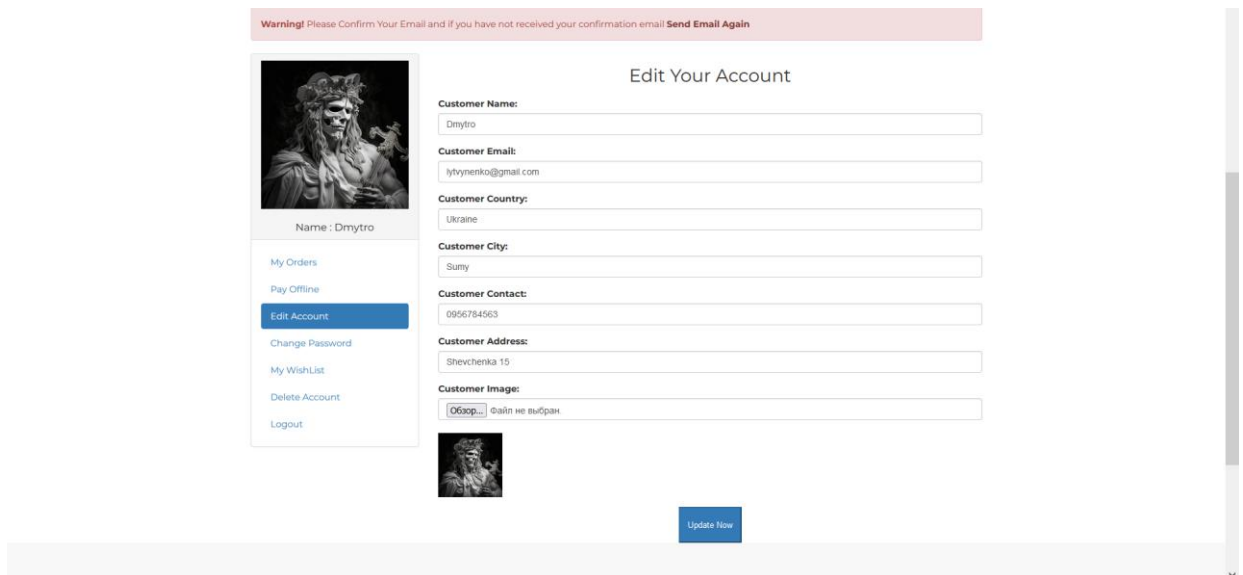 Warning! Please Confirm Your Email and if you have not received your confirmation email Send Email Again
Name : Dmytro
My Orders
Pay Offline
Edit Account
Change Password
My WishList
Delete Account
Logout
Edit Your Account
Customer Name:
Dmytro
Customer Email:
lytvynenko@gmail.com
Customer Country:
Ukraine
Customer City:
Sumy
Customer Contact:
0956784563
Customer Address:
Shevchenka 15
Customer Image:
Обзор... Файл не выбран.
Update Now